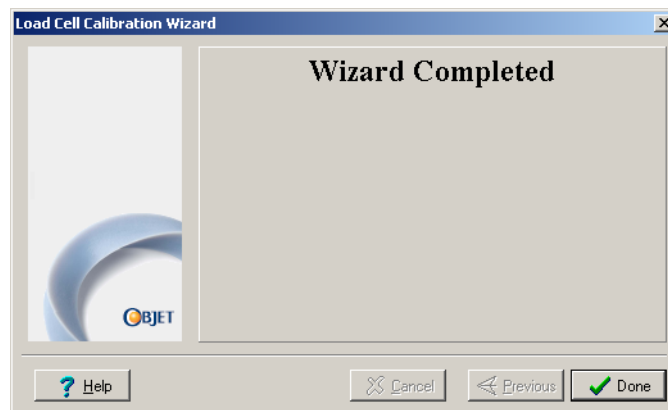 Load Cell Calibration Wizard
Wizard Completed
OBJET
Help
Cancel
Previous
Done